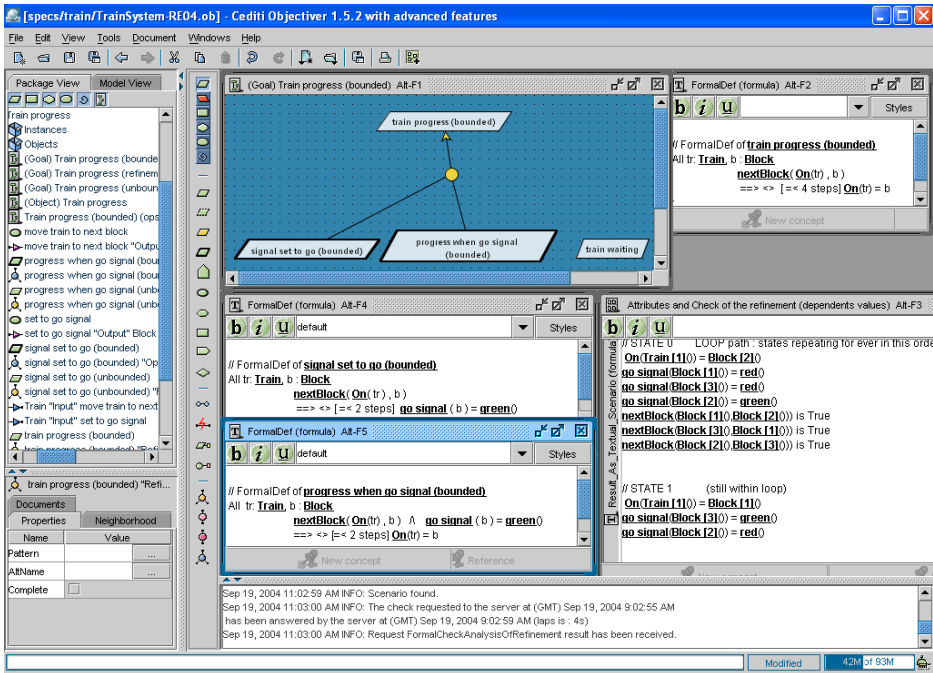 [specs/train/TrainSystem-RE04.ob] - Cediti Objectiver 1.5.2 with advanced features
File Edit View Tools Document Windows Help
Package View Model View
Train progress
Instances
Objects
(Goal) Train progress (bounde
(Goal) Train progress (refinem
(Goal) Train progress (unboun
(Object) Train progress
Train progress (bounded) (ops
move train to next block
move train to next block "Outpu
progress when go signal (boun
progress when go signal (boun
progress when go signal (unbo
progress when go signal (unbo
set to go signal
set to go signal "Output" Block
signal set to go (bounded)
signal set to go (bounded) "Op
signal set to go (unbounded)
signal set to go (unbounded) "F
Train "Input" move train to next
Train "Input" set to go signal
train progress (bounded)
train progress (bounded) "Refi
train progress (bounded) "Refi...
Documents
Properties Neighborhood
Name Value
Pattern ...
AltName ...
Complete
(Goal) Train progress (bounded) Alt-F1
train progress (bounded)
signal set to go (bounded)
progress when go signal
(bounded)
train waiting
FormalDef (formula) Alt-F2
b i u Styles
// FormalDef of train progress (bounded)
All tr: Train, b : Block
nextBlock( On(tr) , b )
==> <> [=< 4 steps] On(tr) = b
New concept
FormalDef (formula) Alt-F4
b i u default Styles
// FormalDef of signal set to go (bounded)
All tr: Train, b : Block
nextBlock( On( tr ) , b )
==> <> [=< 2 steps] go signal ( b ) = green()
FormalDef (formula) Alt-F5
b i u default Styles
// FormalDef of progress when go signal (bounded)
All tr: Train, b : Block
nextBlock( On(tr) , b ) /\ go signal ( b ) = green()
==> <> [=< 2 steps] On(tr) = b
New concept Reference
Attributes and Check of the refinement (dependents values) Alt-F3
b i u
Result_As_Textual_Scenario (formula
// STATE 0 LOOP path : states repeating for ever in this orde
On(Train [1]()) = Block [2]()
go signal(Block [1]()) = red()
go signal(Block [3]()) = red()
go signal(Block [2]()) = green()
nextBlock(Block [1](),Block [2]()) is True
nextBlock(Block [3](),Block [1]()) is True
nextBlock(Block [2](),Block [3]()) is True
// STATE 1 (still within loop)
On(Train [1]()) = Block [1]()
go signal(Block [3]()) = green()
go signal(Block [2]()) = red()
New concept
Sep 19, 2004 11:02:59 AM INFO: Scenario found.
Sep 19, 2004 11:03:00 AM INFO: The check requested to the server at (GMT) Sep 19, 2004 9:02:55 AM
has been answered by the server at (GMT) Sep 19, 2004 9:02:59 AM (laps is : 4s)
Sep 19, 2004 11:03:00 AM INFO: Request FormalCheckAnalysisOfRefinement result has been received.
Modified 42M of 93M